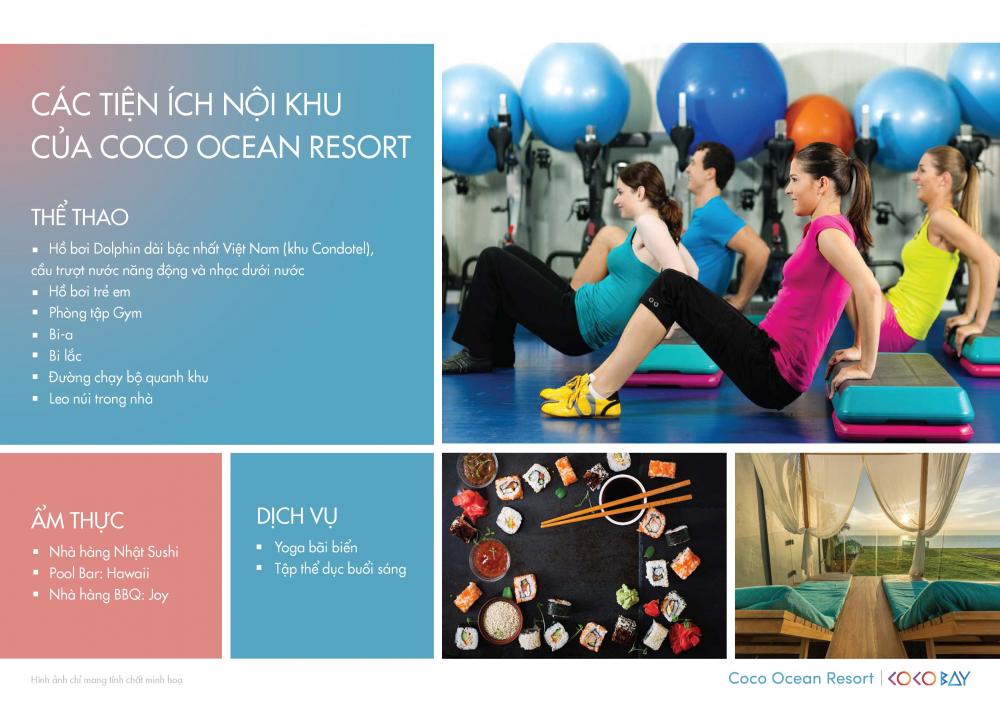 CÁC TIỆN ÍCH NỘI KHU
CỦA COCO OCEAN RESORT
THỂ THAO
▪ Hồ bơi Dolphin dài bậc nhất Việt Nam (khu Condotel),
cầu trượt nước năng động và nhạc dưới nước
▪ Hồ bơi trẻ em
▪ Phòng tập Gym
▪ Bi-a
▪ Bi lắc
▪ Đường chạy bộ quanh khu
▪ Leo núi trong nhà
ẨM THỰC
▪ Nhà hàng Nhật Sushi
▪ Pool Bar: Hawaii
▪ Nhà hàng BBQ: Joy
DỊCH VỤ
▪ Yoga bãi biển
▪ Tập thể dục buổi sáng
Hình ảnh chỉ mang tính chất minh hoạ
Coco Ocean Resort | COCO BAY